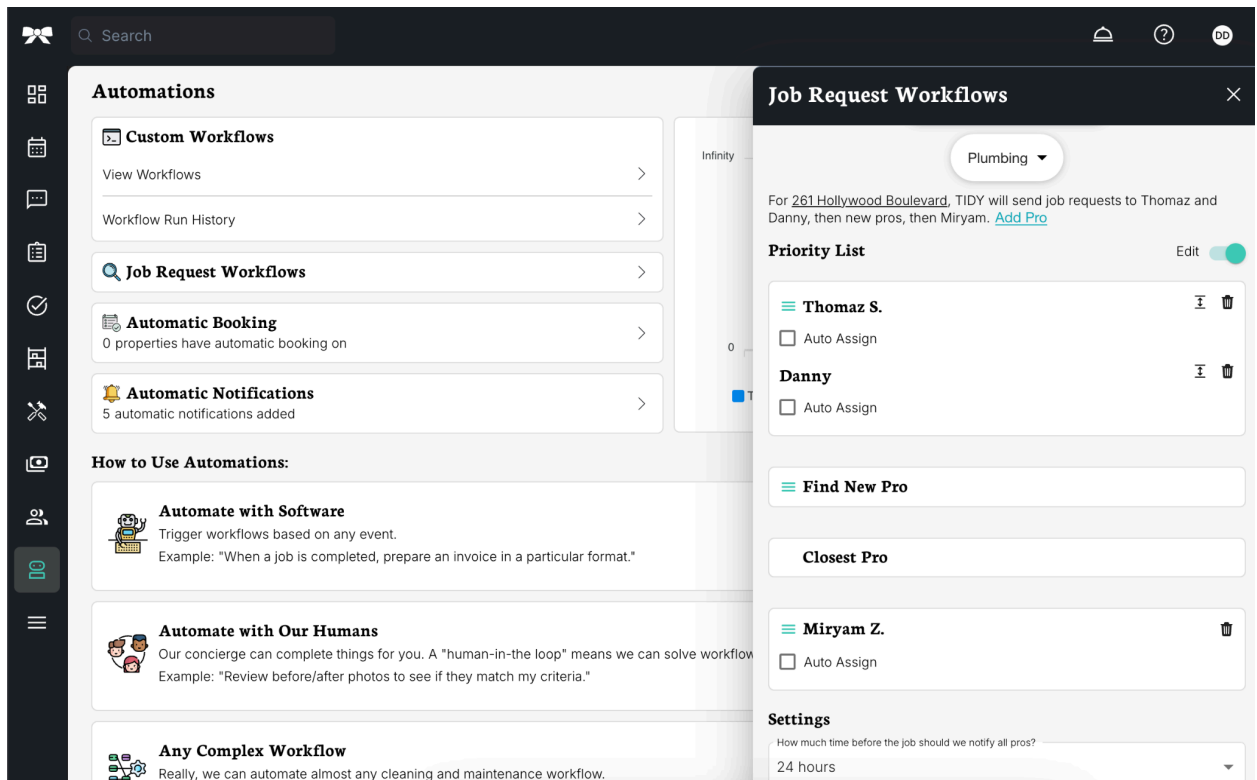 Search
DD
Automations
Custom Workflows
View Workflows
Workflow Run History
Job Request Workflows
Automatic Booking
0 properties have automatic booking on
Automatic Notifications
5 automatic notifications added
Infinity
0
T
How to Use Automations:
Automate with Software
Trigger workflows based on any event.
Example: "When a job is completed, prepare an invoice in a particular format."
Automate with Our Humans
Our concierge can complete things for you. A "human-in-the loop" means we can solve workflow
Example: "Review before/after photos to see if they match my criteria."
Any Complex Workflow
Really, we can automate almost any cleaning and maintenance workflow.
Job Request Workflows
Plumbing
For 261 Hollywood Boulevard, TIDY will send job requests to Thomaz and
Danny, then new pros, then Miryam. Add Pro
Priority List
Edit
Thomaz S.
Auto Assign
Danny
Auto Assign
Find New Pro
Closest Pro
Miryam Z.
Auto Assign
Settings
How much time before the job should we notify all pros?
24 hours